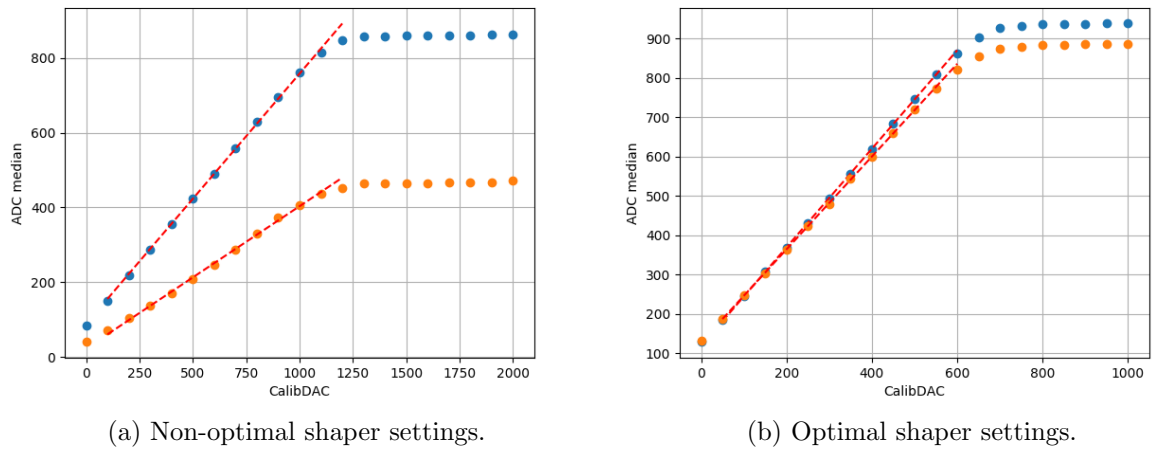 800
600
400
200
0
ADC median
0 250 500 750 1000 1250 1500 1750 2000
CalibDAC
(a) Non-optimal shaper settings.
900
800
700
600
500
400
300
200
100
ADC median
0 200 400 600 800 1000
CalibDAC
(b) Optimal shaper settings.